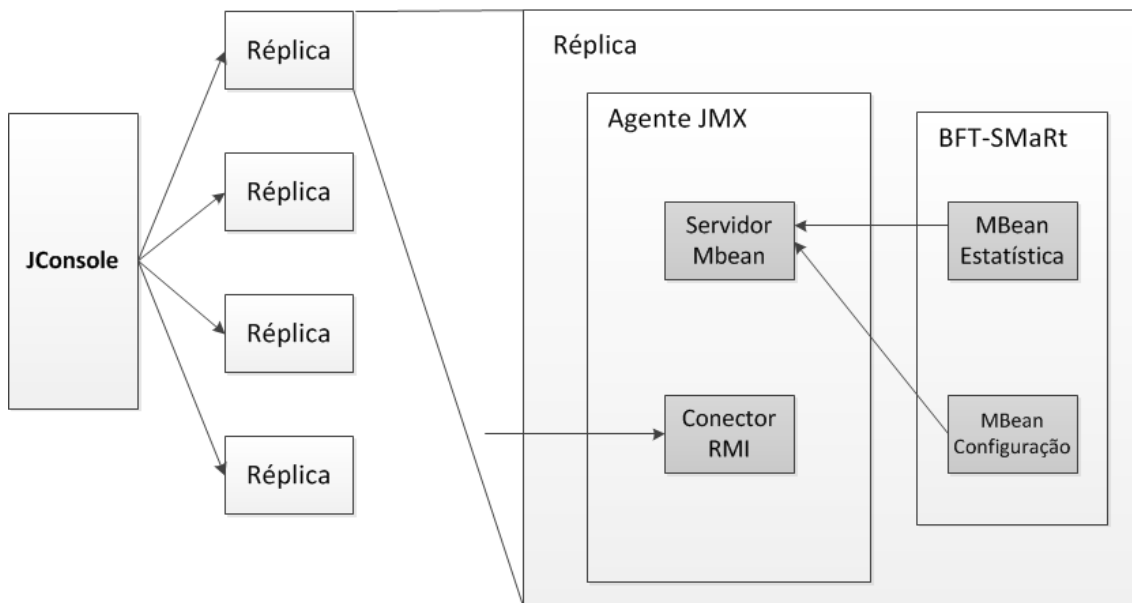 JConsole
Réplica
Réplica
Réplica
Réplica
Réplica
Agente JMX
Servidor
Mbean
Conector
RMI
BFT-SMaRt
MBean
Estatística
MBean
Configuração